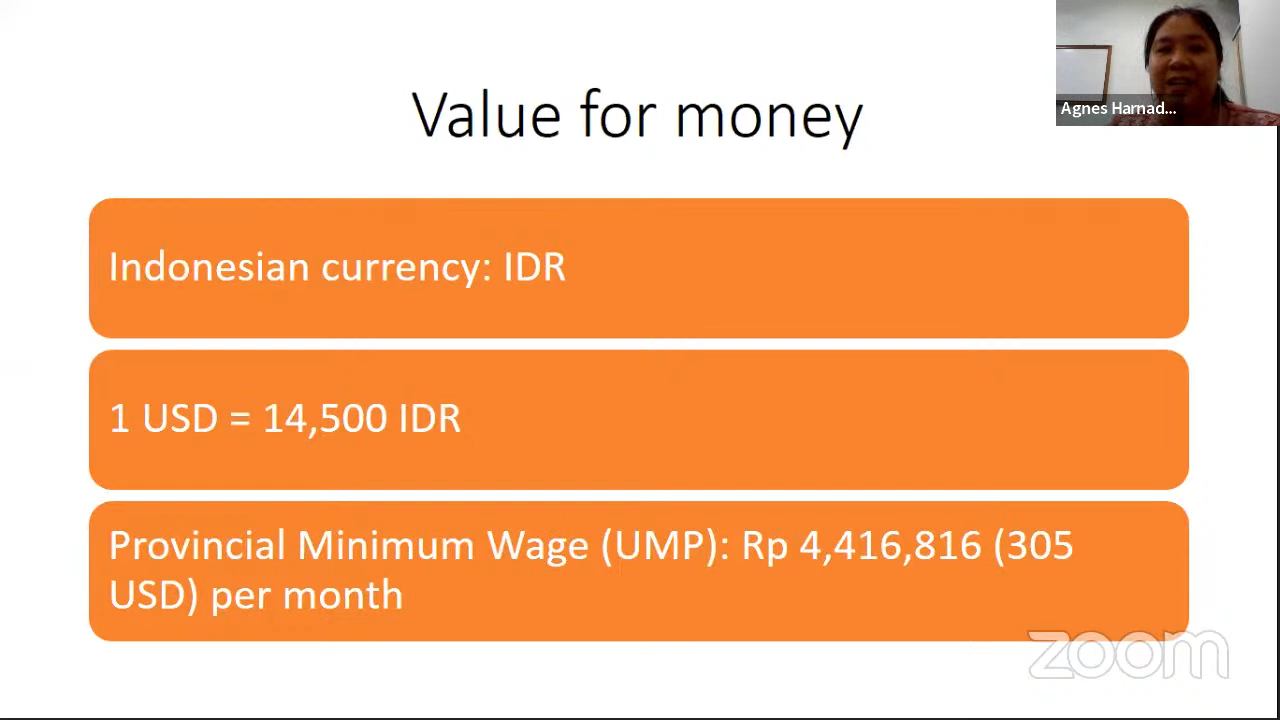 Value for money
Agnes Harnad...
Indonesian currency: IDR
1 USD = 14,500 IDR
Provincial Minimum Wage (UMP): Rp 4,416,816 (305
USD) per month
zoom